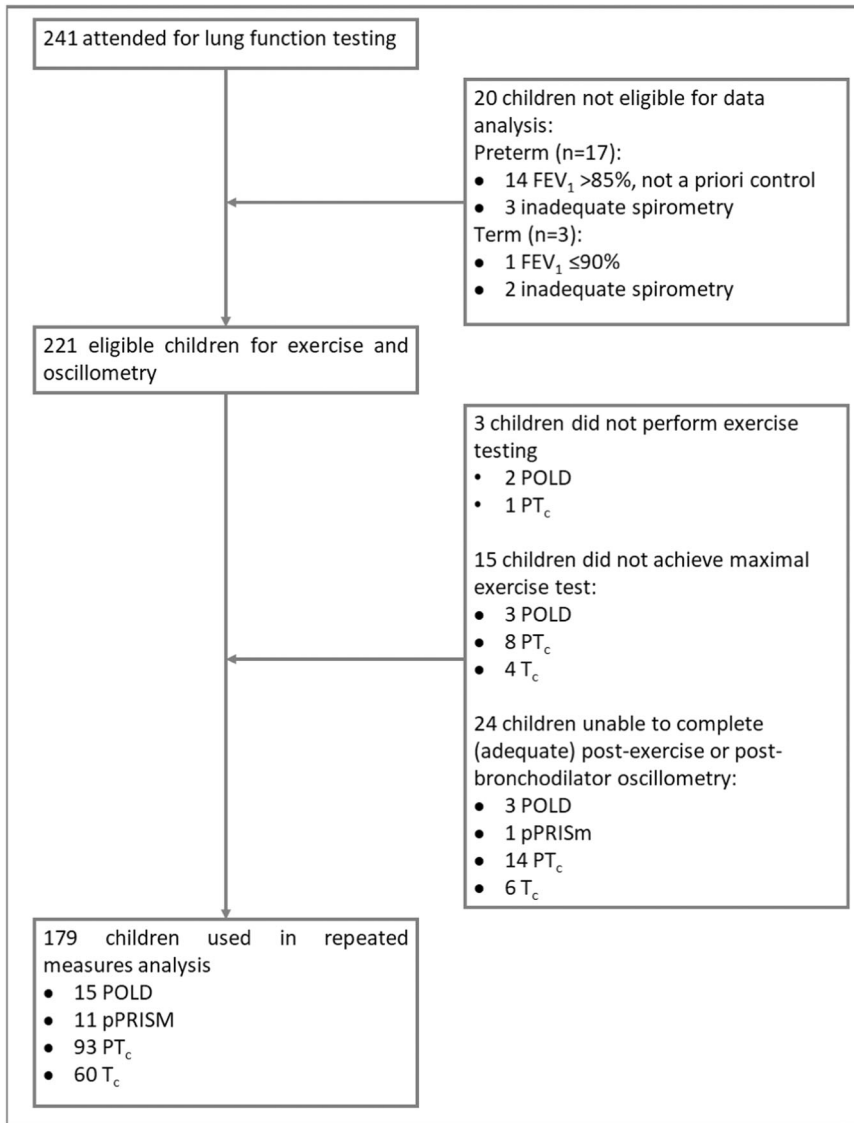 241 attended for lung function testing
20 children not eligible for data
analysis:
Preterm (n=17):
● 14 FEV₁ >85%, not a priori control
● 3 inadequate spirometry
Term (n=3):
● 1 FEV₁ ≤90%
● 2 inadequate spirometry
221 eligible children for exercise and
oscillometry
3 children did not perform exercise
testing
• 2 POLD
• 1 PTc
15 children did not achieve maximal
exercise test:
● 3 POLD
● 8 PTc
● 4 Tc
24 children unable to complete
(adequate) post-exercise or post-
bronchodilator oscillometry:
● 3 POLD
● 1 pPRISm
● 14 PTc
● 6 Tc
179 children used in repeated
measures analysis
● 15 POLD
● 11 pPRISM
● 93 PTc
● 60 Tc